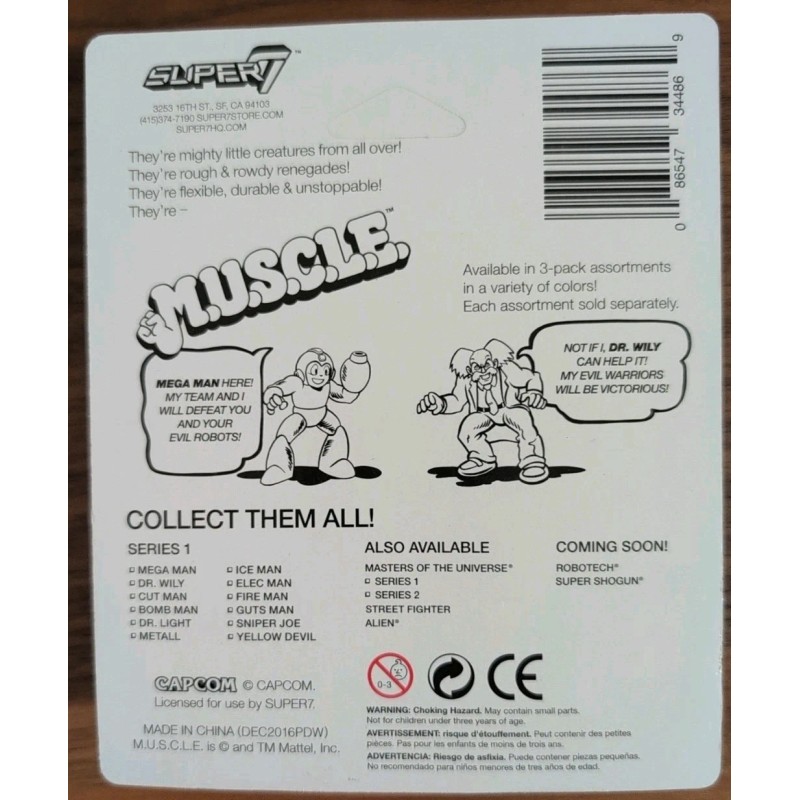 SUPER7™
3253 16TH ST., SF, CA 94103
(415)374-7190 SUPER7STORE.COM
SUPER7HQ.COM
They're mighty little creatures from all over!
They're rough & rowdy renegades!
They're flexible, durable & unstoppable!
They're –
M.U.S.C.L.E.™
0 86547 34486 9
Available in 3-pack assortments
in a variety of colors!
Each assortment sold separately.
MEGA MAN HERE!
MY TEAM AND I
WILL DEFEAT YOU
AND YOUR
EVIL ROBOTS!
NOT IF I, DR. WILY
CAN HELP IT!
MY EVIL WARRIORS
WILL BE VICTORIOUS!
COLLECT THEM ALL!
SERIES 1
MEGA MAN
DR. WILY
CUT MAN
BOMB MAN
DR. LIGHT
METALL
ICE MAN
ELEC MAN
FIRE MAN
GUTS MAN
SNIPER JOE
YELLOW DEVIL
ALSO AVAILABLE
MASTERS OF THE UNIVERSE®
SERIES 1
SERIES 2
STREET FIGHTER
ALIEN®
COMING SOON!
ROBOTECH®
SUPER SHOGUN®
CAPCOM © CAPCOM.
Licensed for use by SUPER7.
MADE IN CHINA (DEC2016PDW)
M.U.S.C.L.E. is © and TM Mattel, Inc.
0-3
CE
WARNING: Choking Hazard. May contain small parts.
Not for children under three years of age.
AVERTISSEMENT: risque d'étouffement. Peut contenir des petites
pièces. Pas pour les enfants de moins de trois ans.
ADVERTENCIA: Riesgo de asfixia. Puede contener piezas pequeñas.
No recomendado para niños menores de tres años de edad.